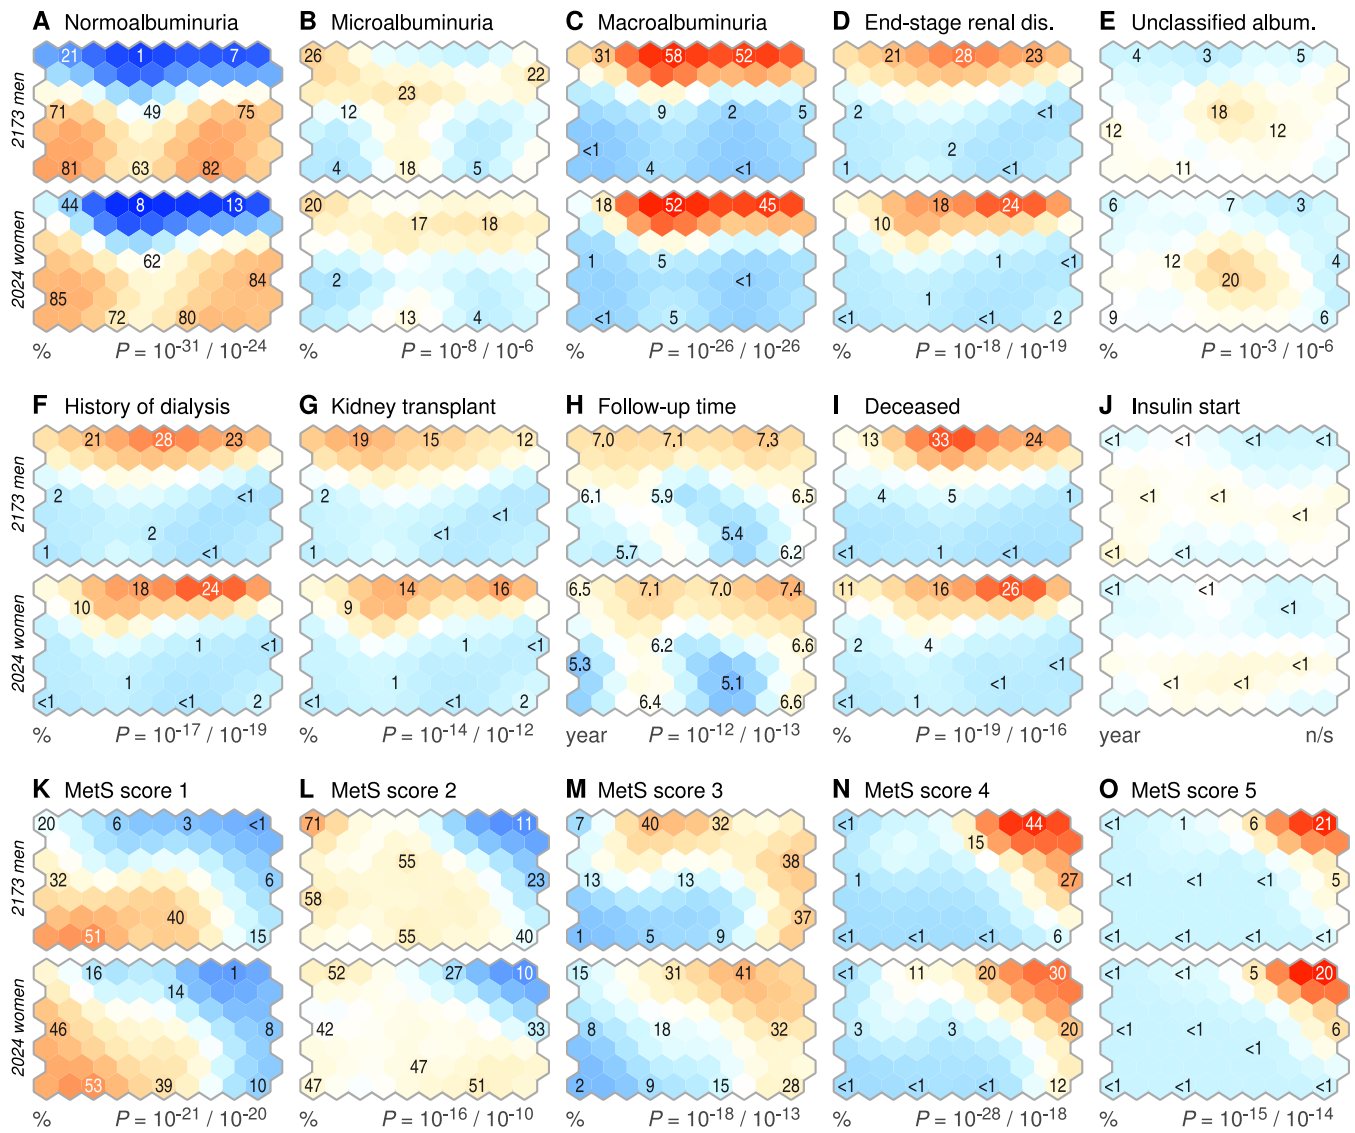 A Normoalbuminuria
B Microalbuminuria
C Macroalbuminuria
D End-stage renal dis.
E Unclassified album.
2173 men
21 1 7
71 49 75
81 63 82
26 22
23
12
4 18 5
31 58 52
9 2 5
<1 4 <1
21 28 23
2 <1
2
1 <1
4 3 5
18
12 12
11
2024 women
44 8 13
62
84
85
72 80
20 17 18
2
13 4
18 52 45
1 5
<1
<1 5
18 24
10
1 <1
1
<1 <1 2
6 7 3
12 4
20
9 6
% P = 10-31 / 10-24
P = 10-8 / 10-6
% P = 10-26 / 10-26
% P = 10-18 / 10-19
% P = 10-3 / 10-6
F History of dialysis
G Kidney transplant
H Follow-up time
I Deceased
J Insulin start
2173 men
21 28 23
2 <1
2
1 <1
19 15 12
2
<1
<1
1
7.0 7.1 7.3
6.1 5.9 6.5
5.4
5.7 6.2
13 33 24
4 5 1
<1 1 <1
<1 <1 <1 <1
<1 <1
<1
<1 <1
2024 women
18 24
10
1 <1
1
<1 <1 2
14 16
9
1 <1
1
<1 2
6.5 7.1 7.0 7.4
6.2 6.6
5.3
5.1
6.4 6.6
11 16 26
2 4
<1
<1
<1 1
<1 <1
<1
<1
<1 <1
% P = 10-17 / 10-19
% P = 10-14 / 10-12
year P = 10-12 / 10-13
% P = 10-19 / 10-16
year n/s
K MetS score 1
L MetS score 2
M MetS score 3
N MetS score 4
O MetS score 5
2173 men
20 6 3 <1
32 6
40
51 15
71 11
55
23
58
55 40
7 40 32
38
13 13
37
1 5 9
<1 44
15
1 27
<1 <1 <1 6
<1 1 6 21
<1 <1 <1 5
<1 <1 <1 <1
2024 women
16 1
14
46 8
53 39 10
52 27 10
42 33
47
47 51
15 31 41
8 18 32
2 9 15 28
<1 11 20 30
3 3 20
<1 <1 <1 12
<1 <1 5 20
<1 <1 6
<1
<1 <1
% P = 10-21 / 10-20
% P = 10-16 / 10-10
% P = 10-18 / 10-13
% P = 10-28 / 10-18
% P = 10-15 / 10-14